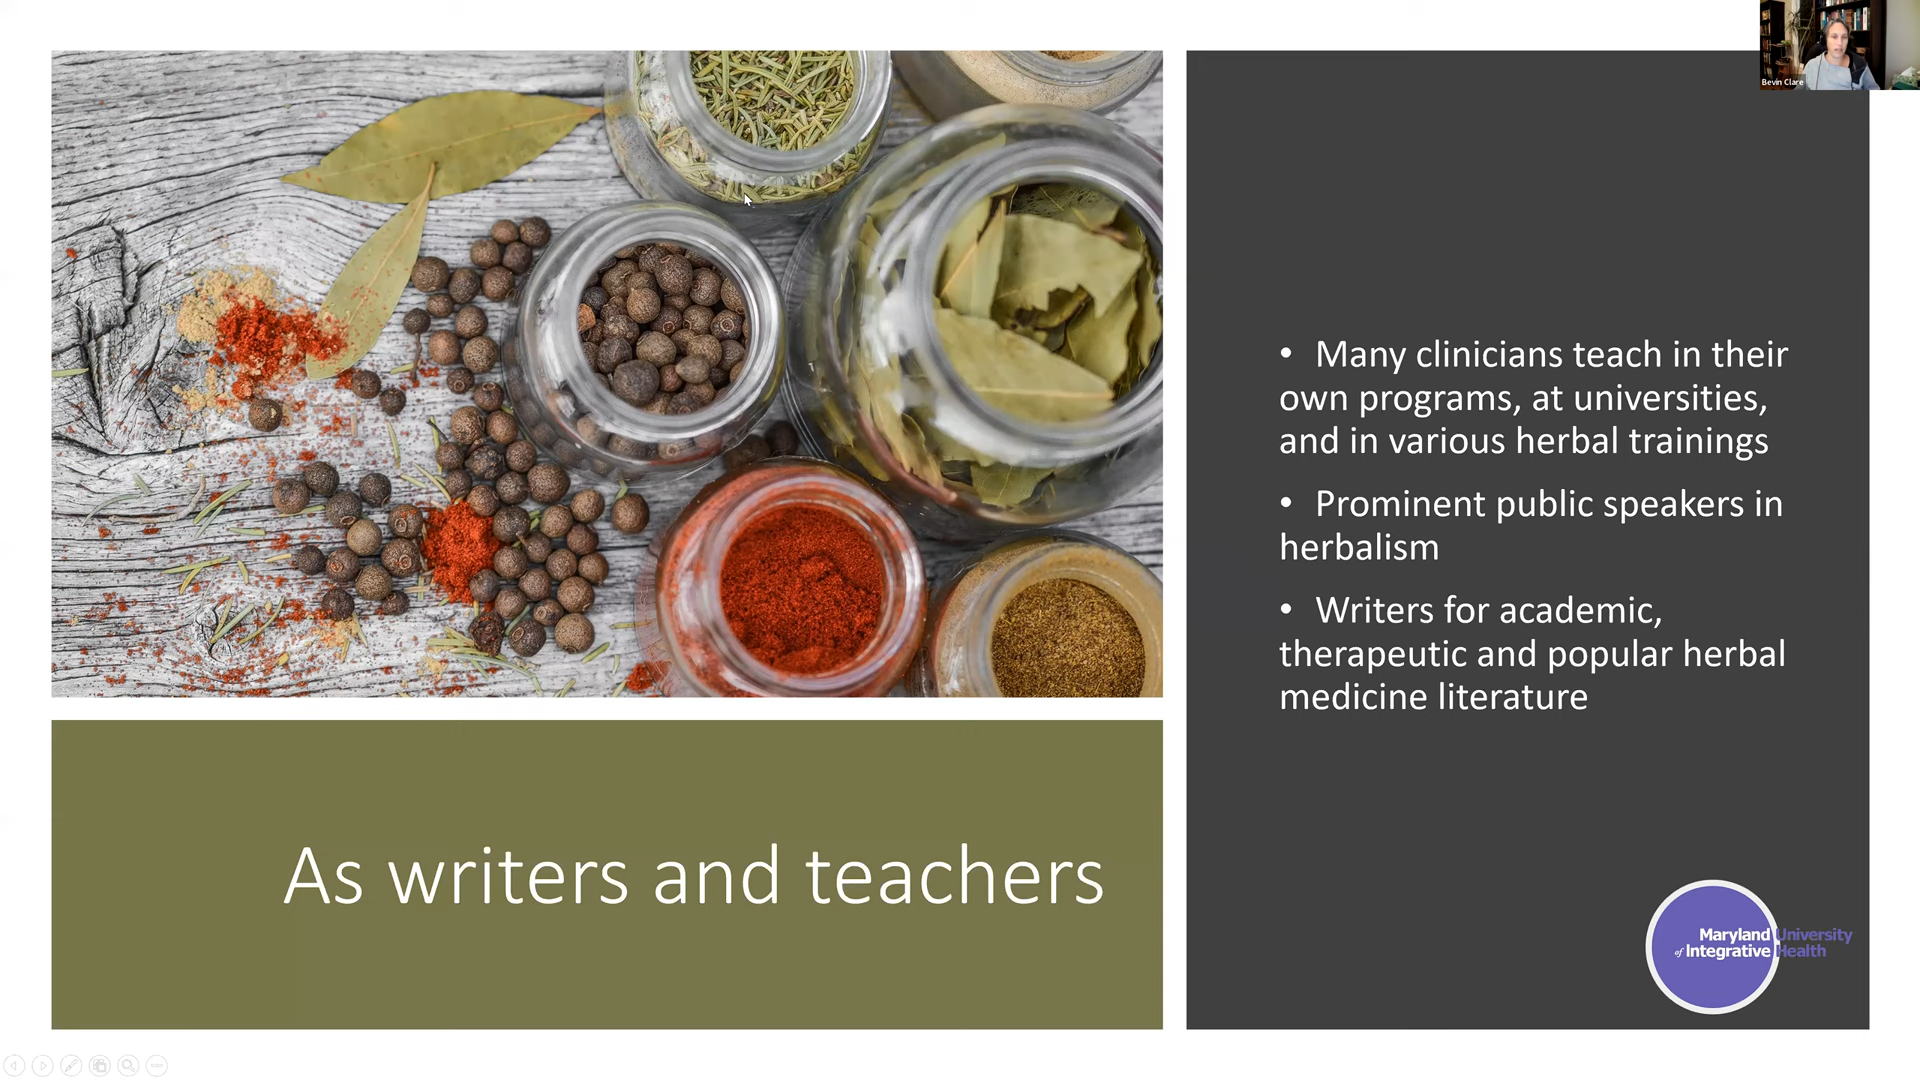 Bevin Clare
• Many clinicians teach in their
own programs, at universities,
and in various herbal trainings
• Prominent public speakers in
herbalism
• Writers for academic,
therapeutic and popular herbal
medicine literature
As writers and teachers
Maryland University
of Integrative Health